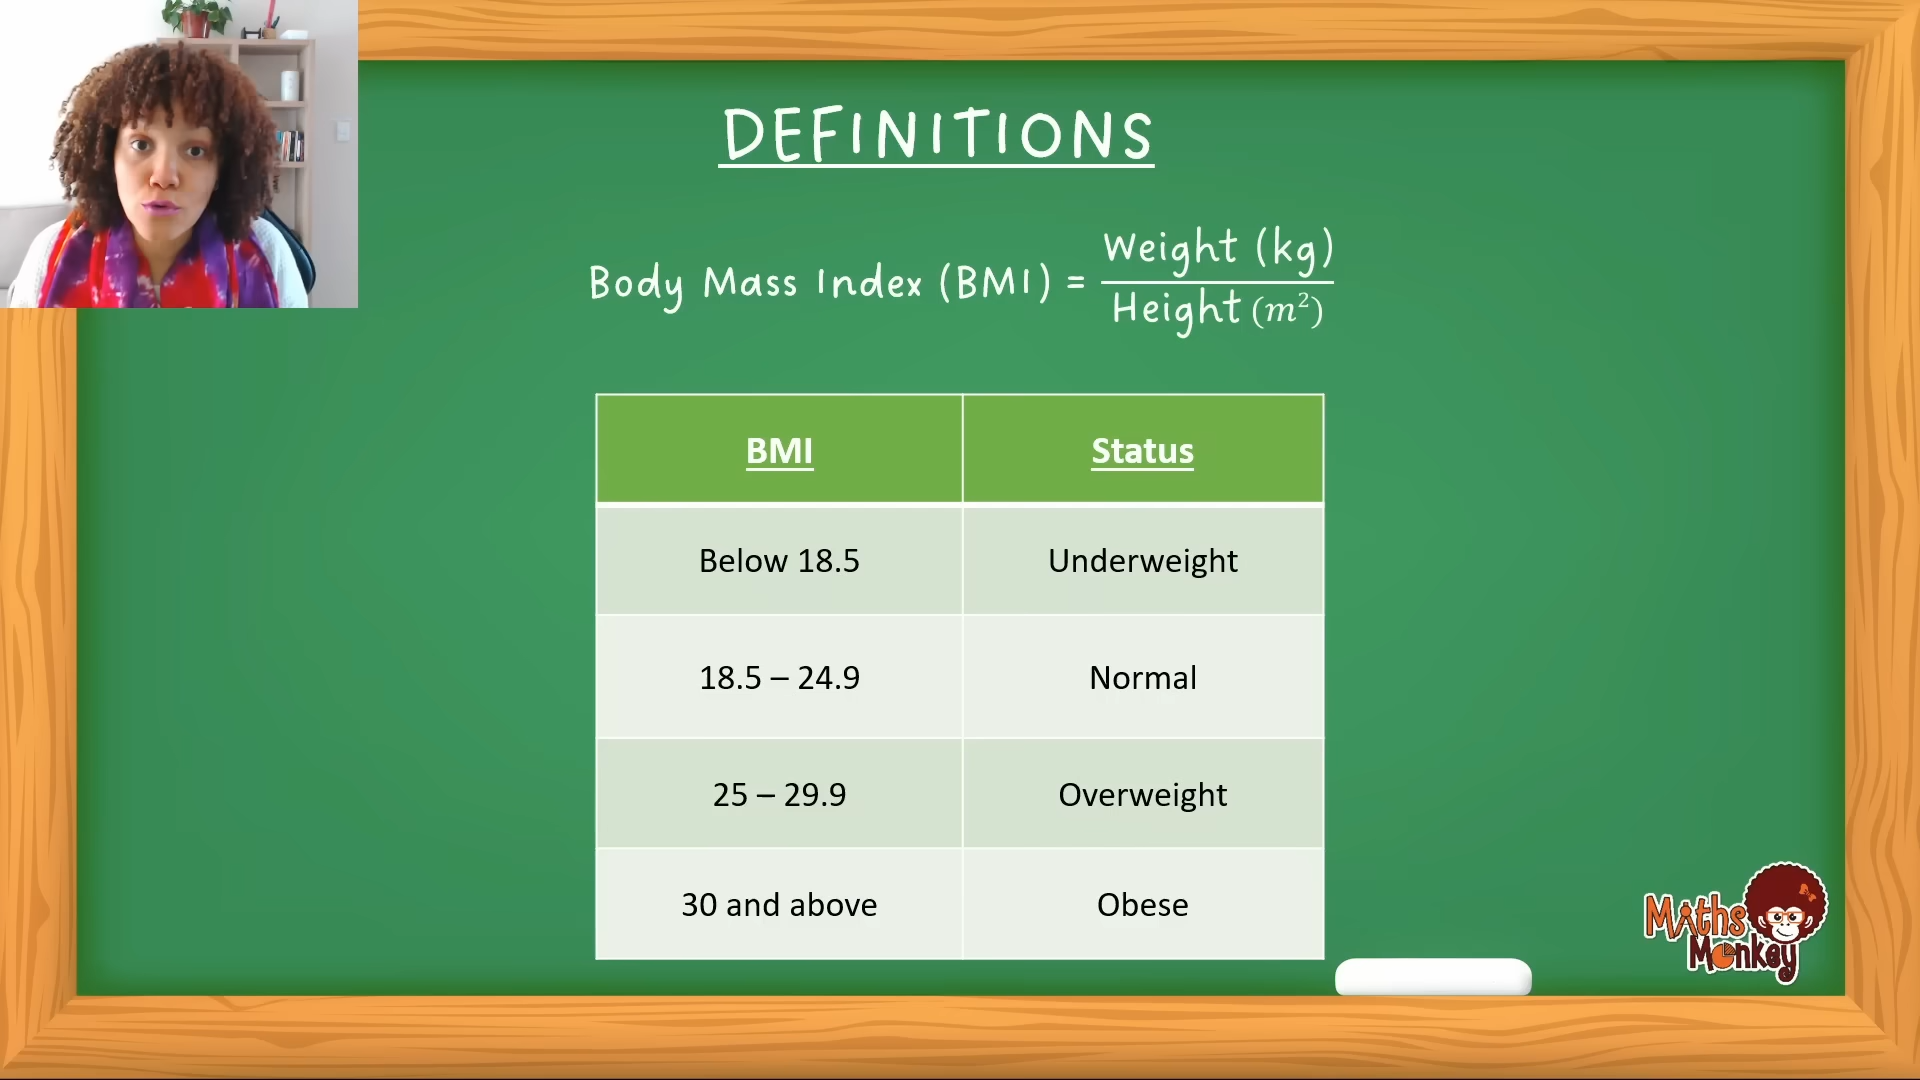 DEFINITIONS
Body Mass Index (BMI) = Weight (kg) / Height (m²)
BMI Status
Below 18.5 Underweight
18.5 – 24.9 Normal
25 – 29.9 Overweight
30 and above Obese
Maths
Monkey